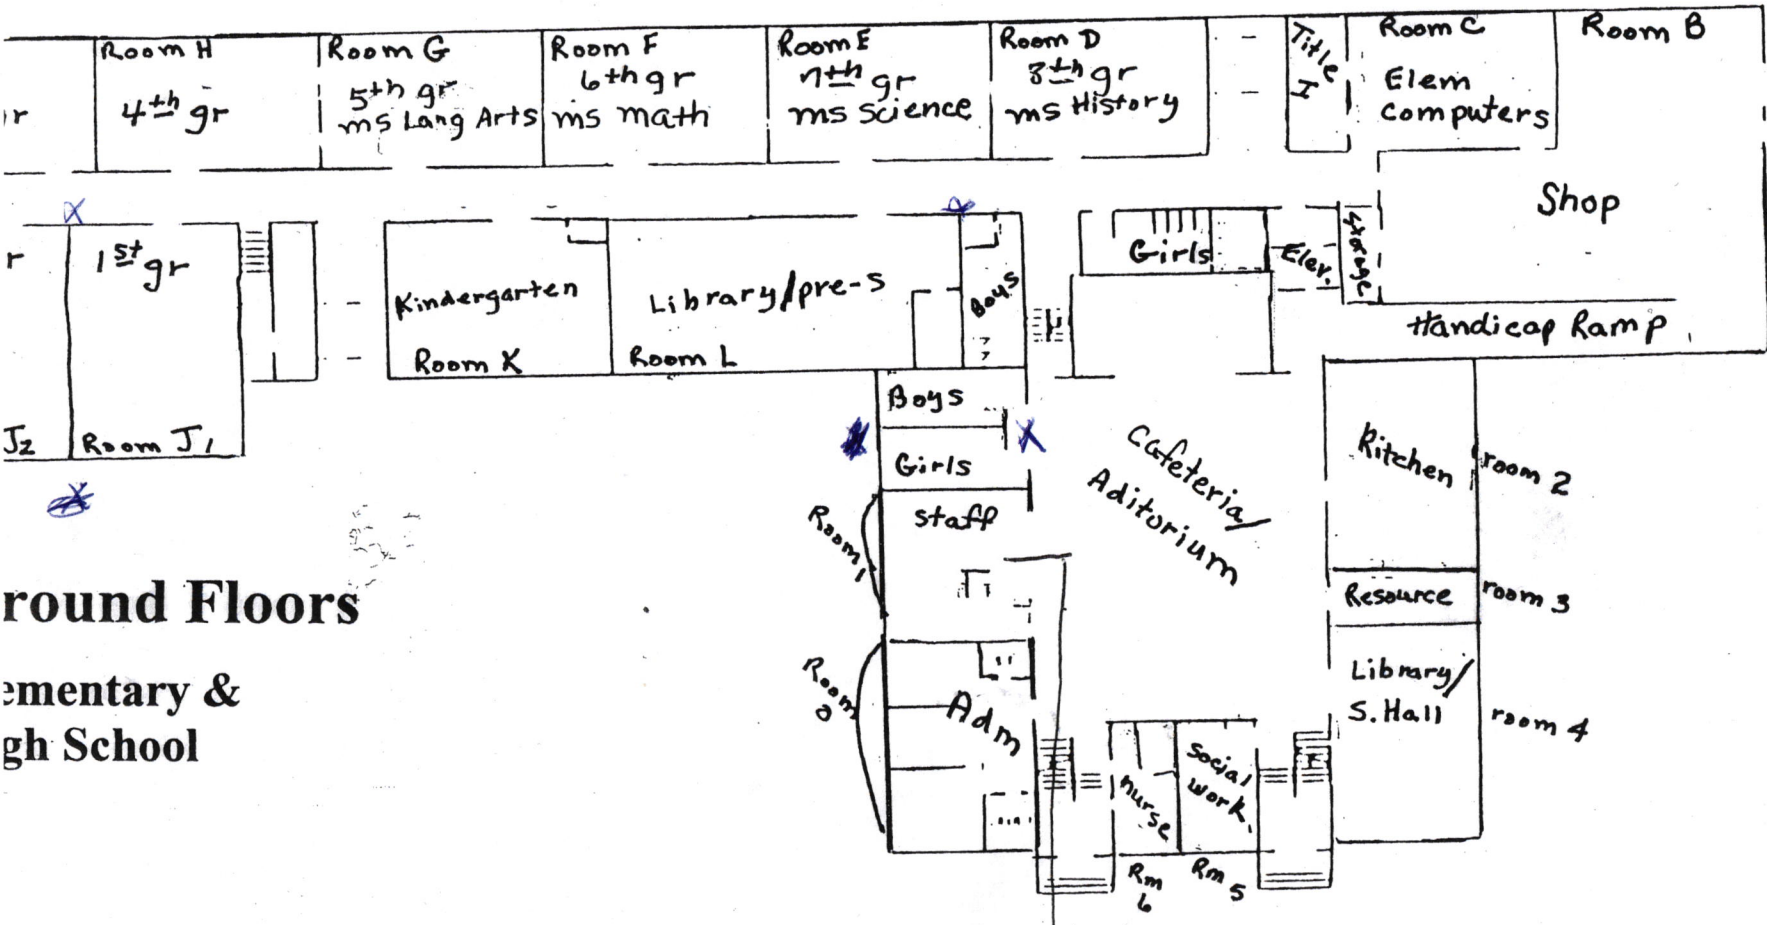 Room H
4th gr
Room G
5th gr
ms Lang Arts
Room F
6th gr
ms math
Room E
7th gr
ms Science
Room D
8th gr
ms History
Title
I
Room C
Elem
Computers
Room B
Shop
r
1st gr
J2
Room J1
Kindergarten
Room K
Library/pre-s
Room L
Boys
Girls
Elev.
Storage
Handicap Ramp
Boys
Girls
Staff
Room 1
Cafeteria/
Aditorium
Kitchen
room 2
Resource
room 3
Library/
S. Hall
room 4
Room
Adm
nurse
Social
work.
Rm
6
Rm 5
round Floors
ementary &
gh School